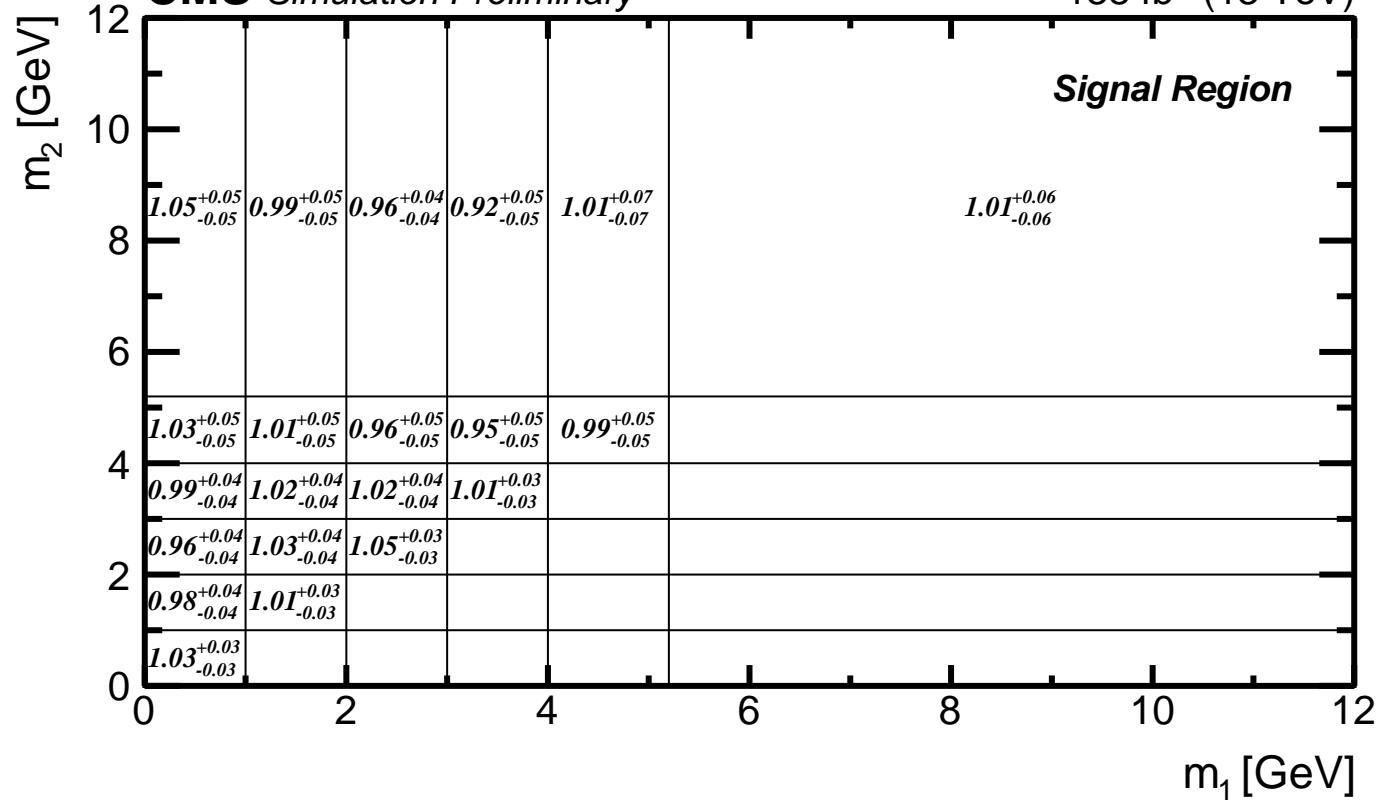 Simulation Preliminary
m2 [GeV]
12
10
8
6
4
2
0
Signal Region
1.05+0.05-0.05 0.99+0.05-0.05 0.96+0.04-0.04 0.92+0.05-0.05 1.01+0.07-0.07 1.01+0.06-0.06
1.03+0.05-0.05 1.01+0.05-0.05 0.96+0.05-0.05 0.95+0.05-0.05 0.99+0.05-0.05
0.99+0.04-0.04 1.02+0.04-0.04 1.02+0.04-0.04 1.01+0.03-0.03
0.96+0.04-0.04 1.03+0.04-0.04 1.05+0.03-0.03
0.98+0.04-0.04 1.01+0.03-0.03
1.03+0.03-0.03
0 2 4 6 8 10 12
m1 [GeV]